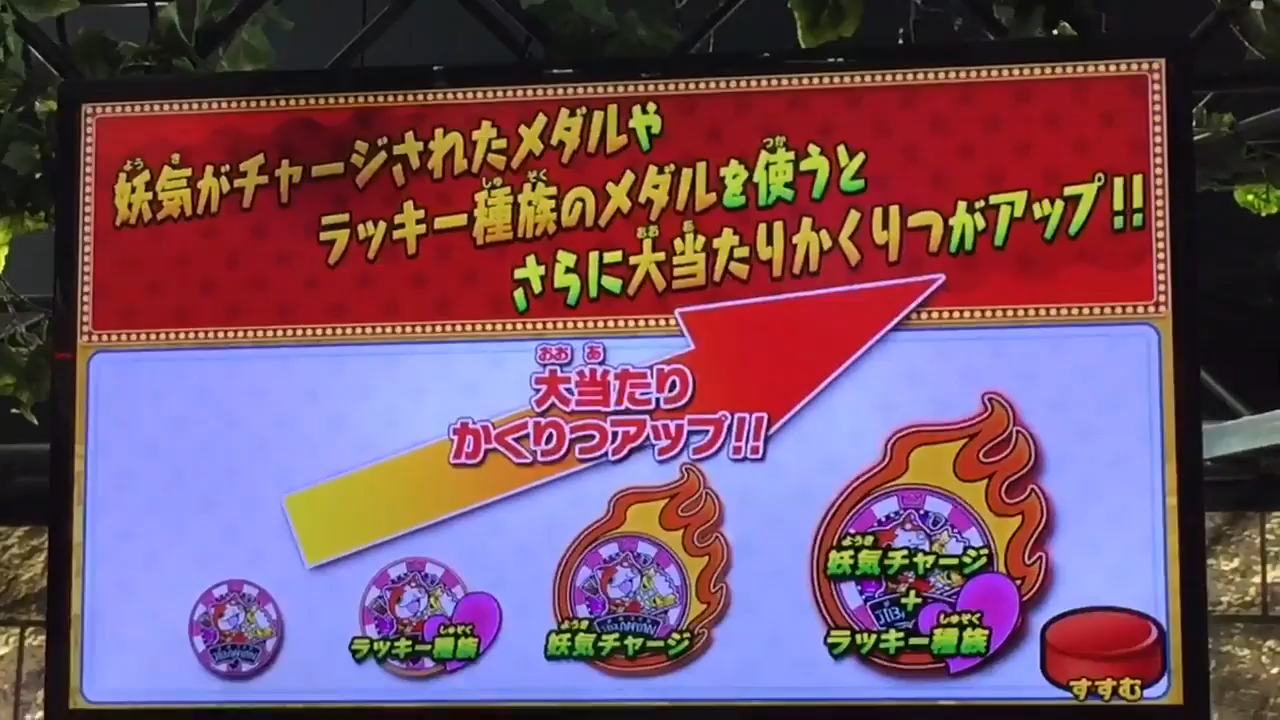 妖気がチャージされたメダルや
ラッキー種族のメダルを使うと
さらに大当たりかくりつがアップ!!
大当たり
かくりつアップ!!
JIBANYAN
ラッキー種族
妖気チャージ
妖気チャージ
+
ラッキー種族
すすむ